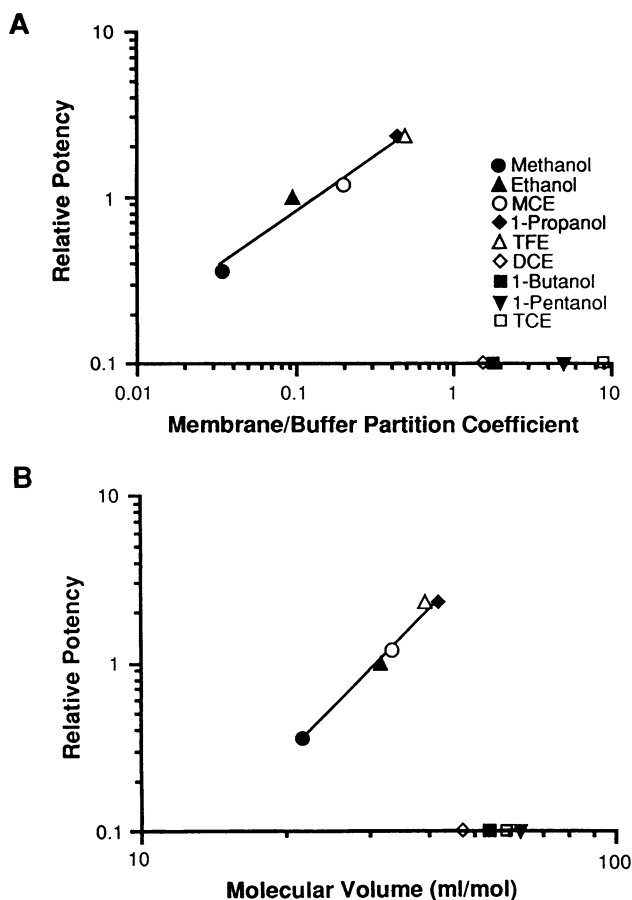 A
10
1
0.1
Relative Potency
Methanol
Ethanol
MCE
1-Propanol
TFE
DCE
1-Butanol
1-Pentanol
TCE
0.01
0.1
1
10
Membrane/Buffer Partition Coefficient
B
10
1
0.1
Relative Potency
10
100
Molecular Volume (ml/mol)